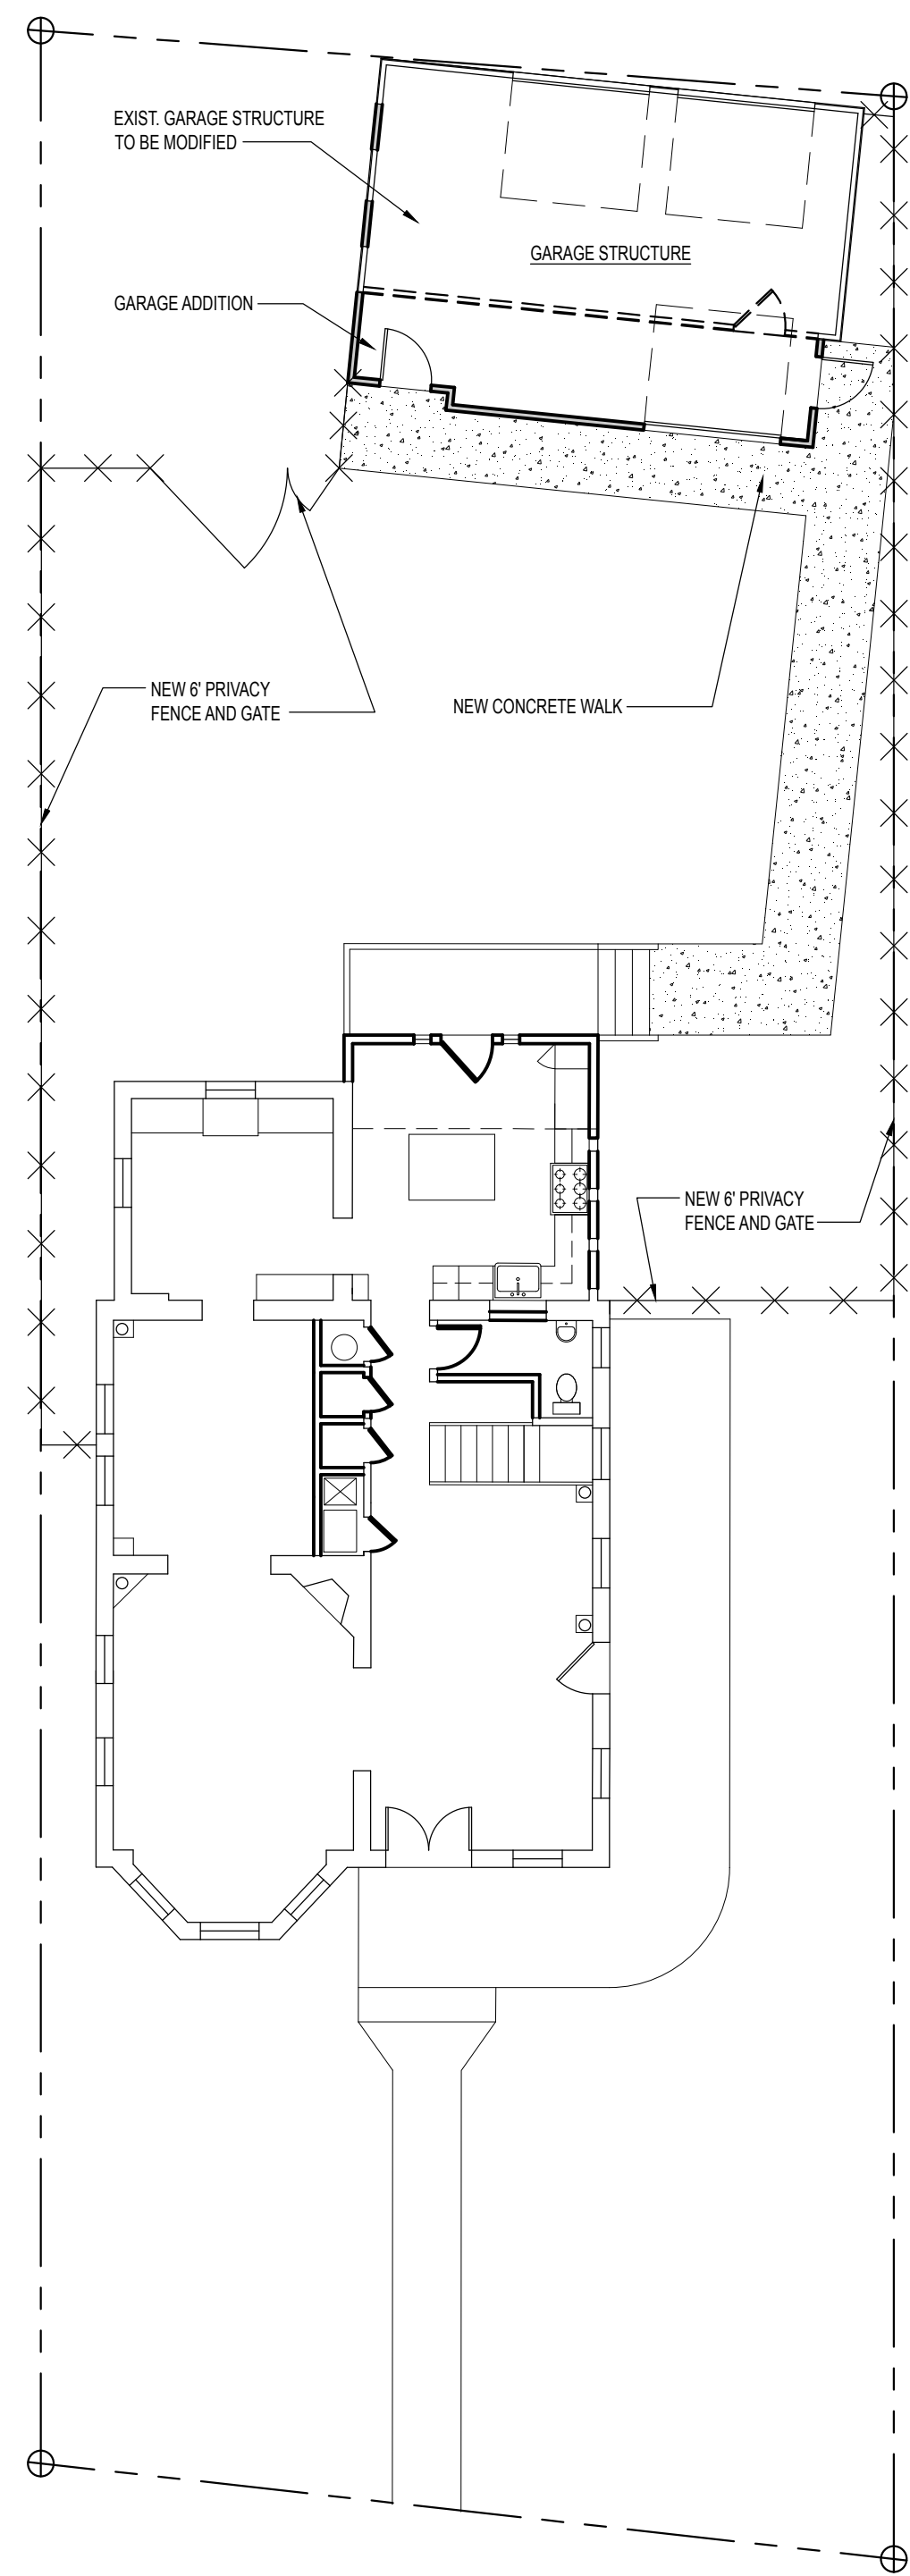 EXIST. GARAGE STRUCTURE
TO BE MODIFIED
GARAGE STRUCTURE
GARAGE ADDITION
NEW 6' PRIVACY
FENCE AND GATE
NEW CONCRETE WALK
NEW 6' PRIVACY
FENCE AND GATE